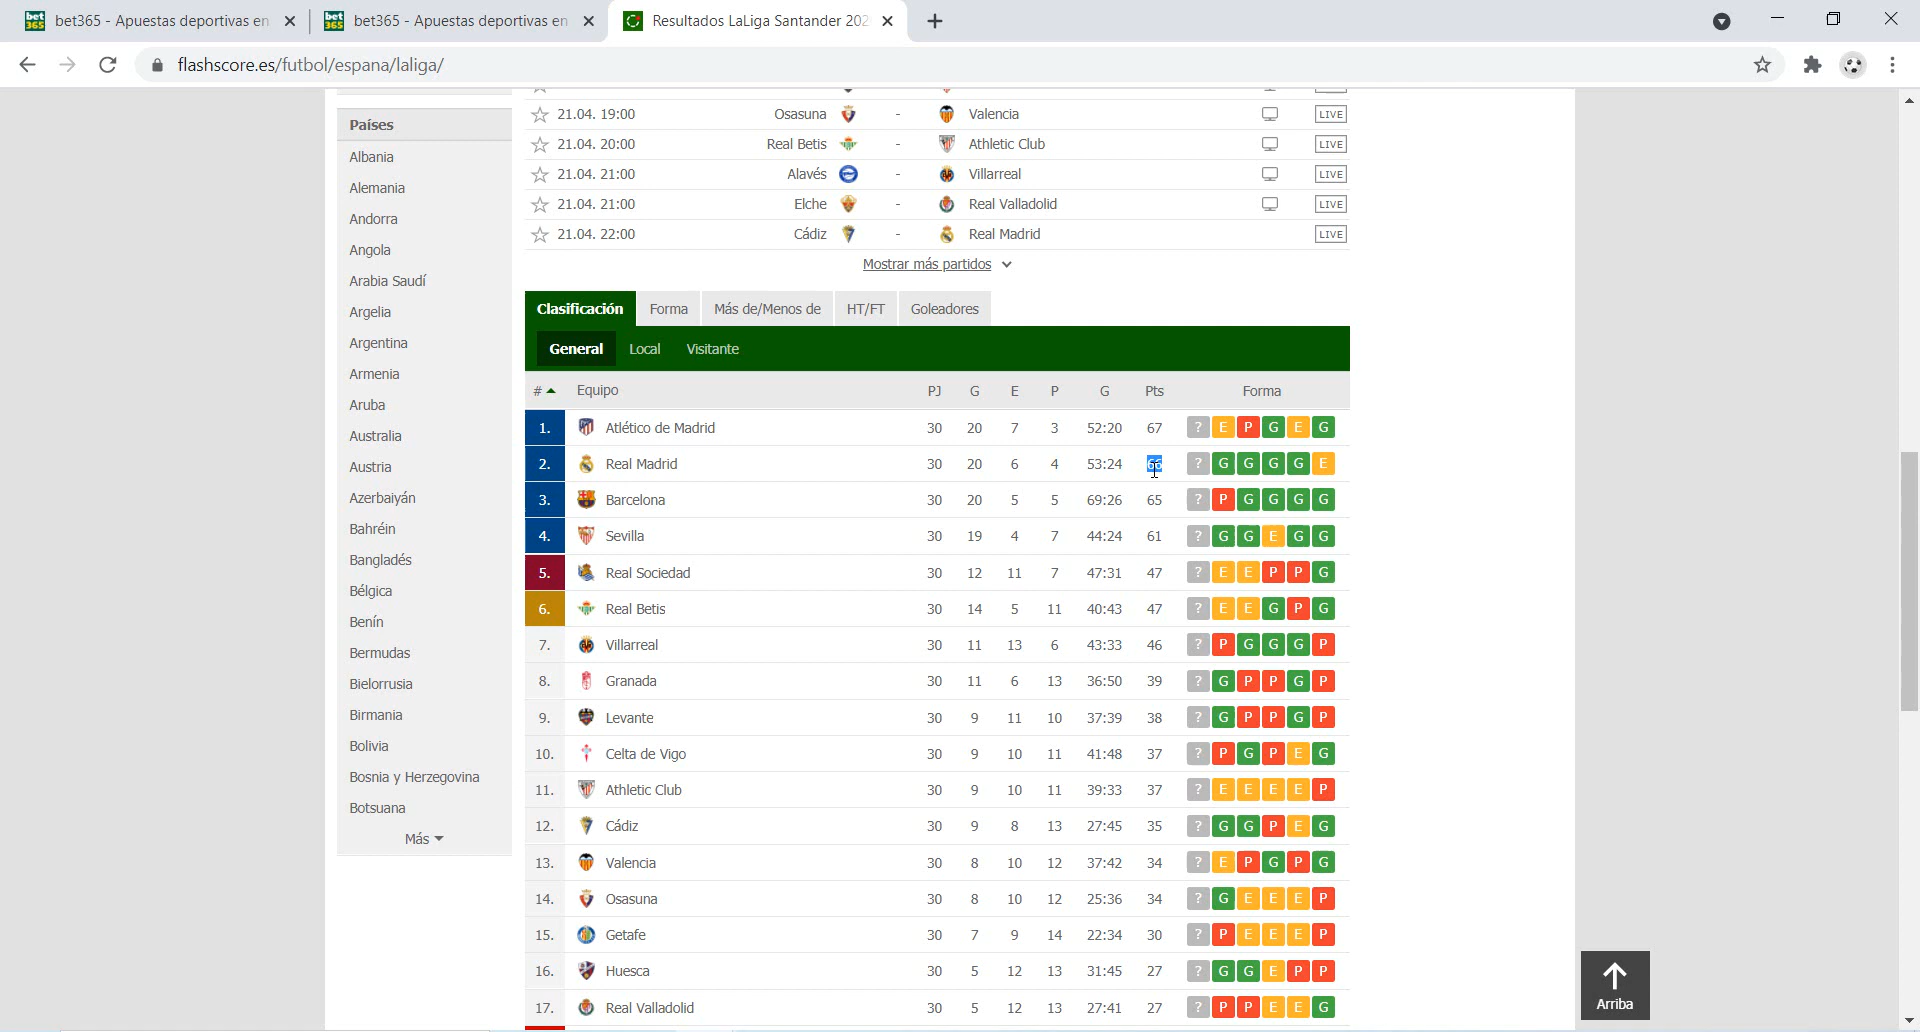 bet365 - Apuestas deportivas en
bet365 - Apuestas deportivas en
Resultados LaLiga Santander 202
flashscore.es/futbol/espana/laliga/
Países
Albania
Alemania
Andorra
Angola
Arabia Saudí
Argelia
Argentina
Armenia
Aruba
Australia
Austria
Azerbaiyán
Bahréin
Bangladés
Bélgica
Benín
Bermudas
Bielorrusia
Birmania
Bolivia
Bosnia y Herzegovina
Botsuana
Más
21.04. 19:00 Osasuna - Valencia LIVE
21.04. 20:00 Real Betis - Athletic Club LIVE
21.04. 21:00 Alavés - Villarreal LIVE
21.04. 21:00 Elche - Real Valladolid LIVE
21.04. 22:00 Cádiz - Real Madrid LIVE
Mostrar más partidos
Clasificación Forma Más de/Menos de HT/FT Goleadores
General Local Visitante
# Equipo PJ G E P G Pts Forma
1. Atlético de Madrid 30 20 7 3 52:20 67 ? E P G E G
2. Real Madrid 30 20 6 4 53:24 66 ? G G G G E
3. Barcelona 30 20 5 5 69:26 65 ? P G G G G
4. Sevilla 30 19 4 7 44:24 61 ? G G E G G
5. Real Sociedad 30 12 11 7 47:31 47 ? E E P P G
6. Real Betis 30 14 5 11 40:43 47 ? E E G P G
7. Villarreal 30 11 13 6 43:33 46 ? P G G G P
8. Granada 30 11 6 13 36:50 39 ? G P P G P
9. Levante 30 9 11 10 37:39 38 ? G P P G P
10. Celta de Vigo 30 9 10 11 41:48 37 ? P G P E G
11. Athletic Club 30 9 10 11 39:33 37 ? E E E E P
12. Cádiz 30 9 8 13 27:45 35 ? G G P E G
13. Valencia 30 8 10 12 37:42 34 ? E P G P G
14. Osasuna 30 8 10 12 25:36 34 ? G E E E P
15. Getafe 30 7 9 14 22:34 30 ? P E E E P
16. Huesca 30 5 12 13 31:45 27 ? G G E P P
17. Real Valladolid 30 5 12 13 27:41 27 ? P P E E G
Arriba